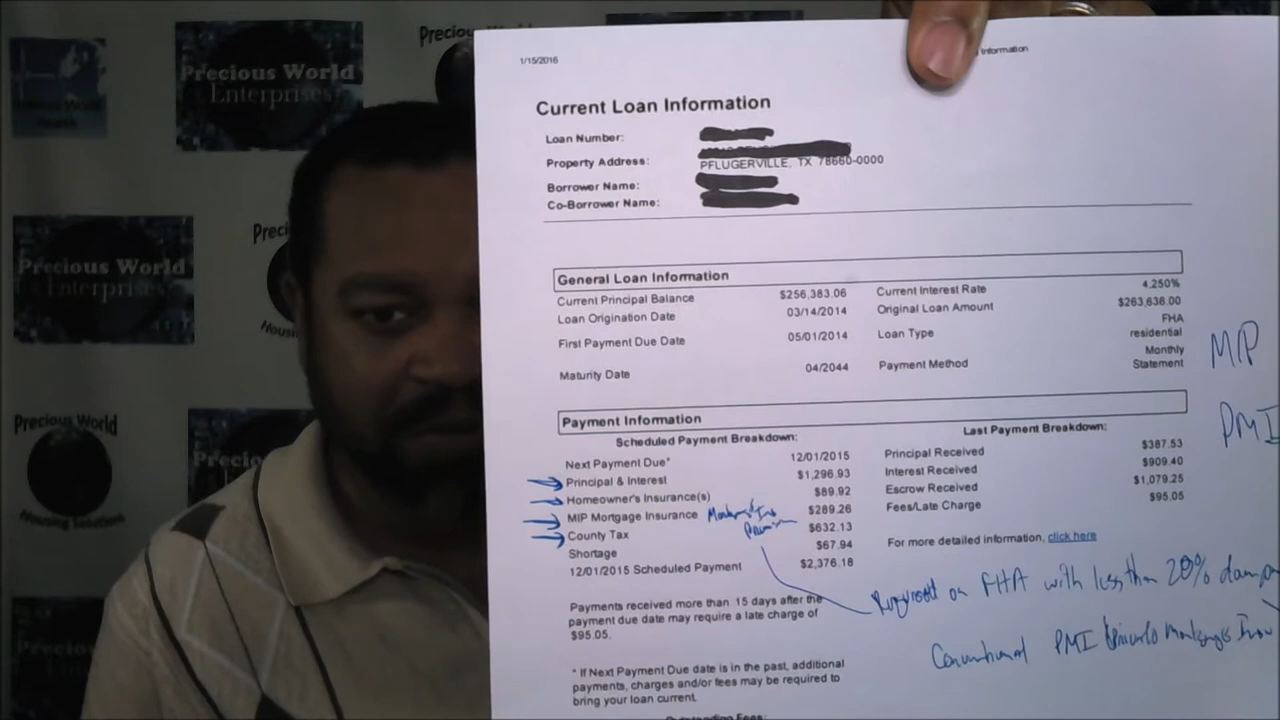 Precious World
Enterprises
Precious World
Enterprises
Precious World
Housing Solutions
1/15/2016
Information
Current Loan Information
Loan Number:
Property Address: PFLUGERVILLE, TX 78660-0000
Borrower Name:
Co-Borrower Name:
General Loan Information
Current Principal Balance $256,383.06 Current Interest Rate 4.250%
Loan Origination Date 03/14/2014 Original Loan Amount $263,636.00
First Payment Due Date 05/01/2014 Loan Type FHA residential
Maturity Date 04/2044 Payment Method Monthly Statement
MIP
PMI
Payment Information
Scheduled Payment Breakdown: Last Payment Breakdown:
Next Payment Due* 12/01/2015 Principal Received $387.53
Principal & Interest $1,296.93 Interest Received $909.40
Homeowner's Insurance(s) $89.92 Escrow Received $1,079.25
MIP Mortgage Insurance $289.26 Fees/Late Charge $95.05
County Tax $632.13
Shortage $67.94 For more detailed information, click here
12/01/2015 Scheduled Payment $2,376.18
Payments received more than 15 days after the
payment due date may require a late charge of
$95.05.
* If Next Payment Due date is in the past, additional
payments, charges and/or fees may be required to
bring your loan current.
Outstanding Fees:
on FHA with less than 20%
PMI